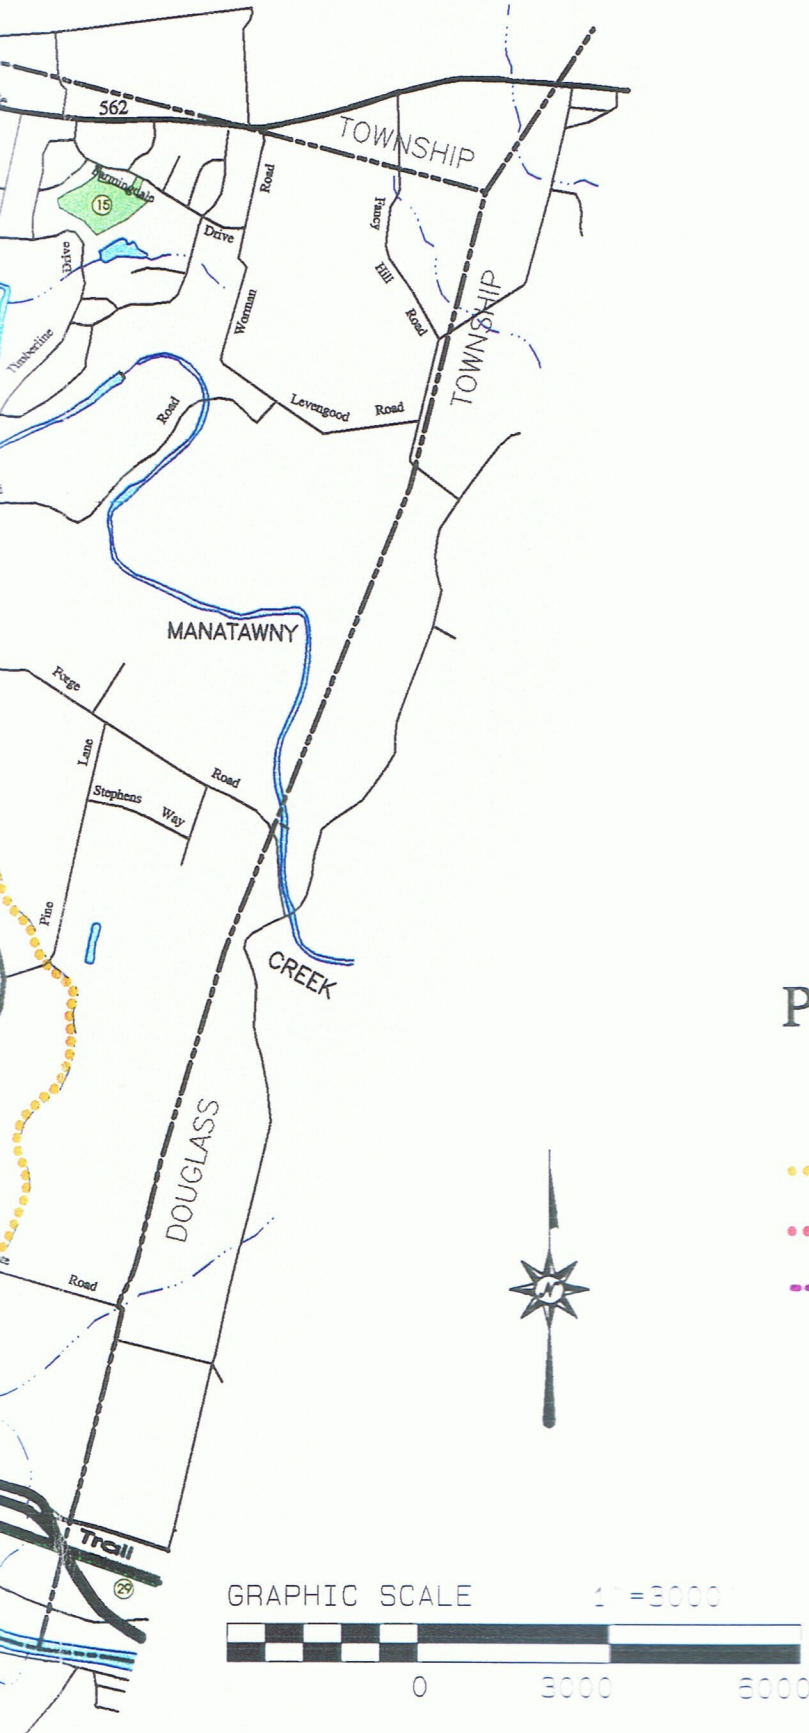 562
TOWNSHIP
Farmingdale
15
Road
Fancy
Drive
Drive
Hill
TOWNSHIP
Worman
Road
Timberline
Road
Levengood Road
MANATAWNY
Forge
Lane
Road
Stephens Way
Pine
CREEK
P
DOUGLASS
N
Road
Trail
29
GRAPHIC SCALE 1"=3000'
0 3000 6000